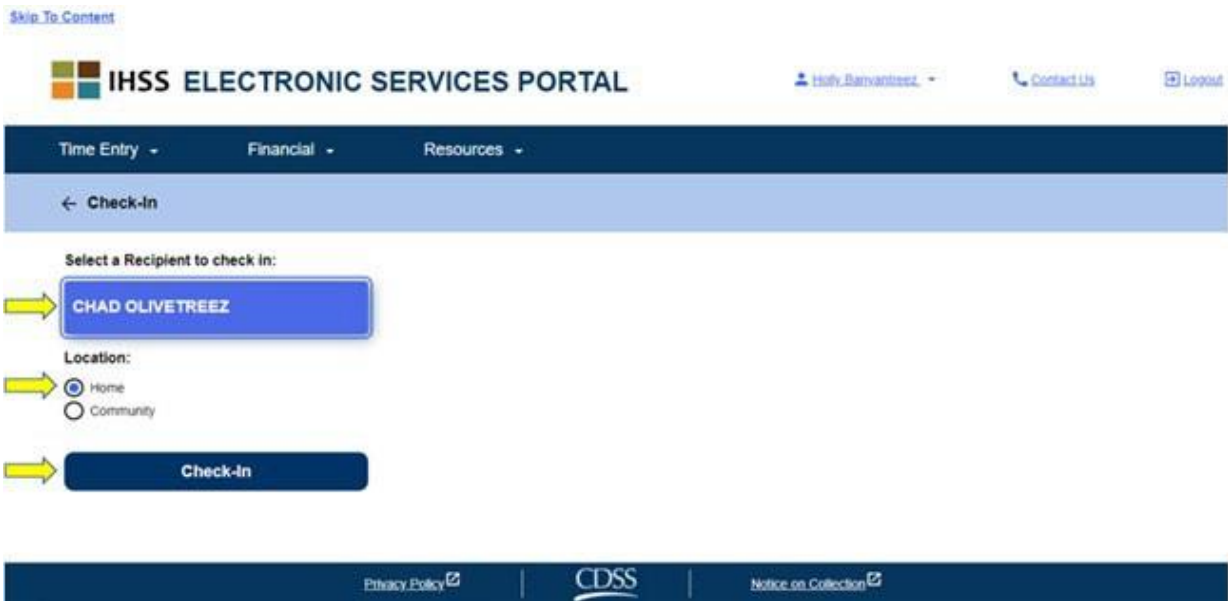 Skip To Content
IHSS ELECTRONIC SERVICES PORTAL
Holly Banyantreez
Contact Us
Logout
Time Entry
Financial
Resources
Check-In
Select a Recipient to check in:
CHAD OLIVETREEZ
Location:
Home
Community
Check-In
Privacy Policy
CDSS
Notice on Collection